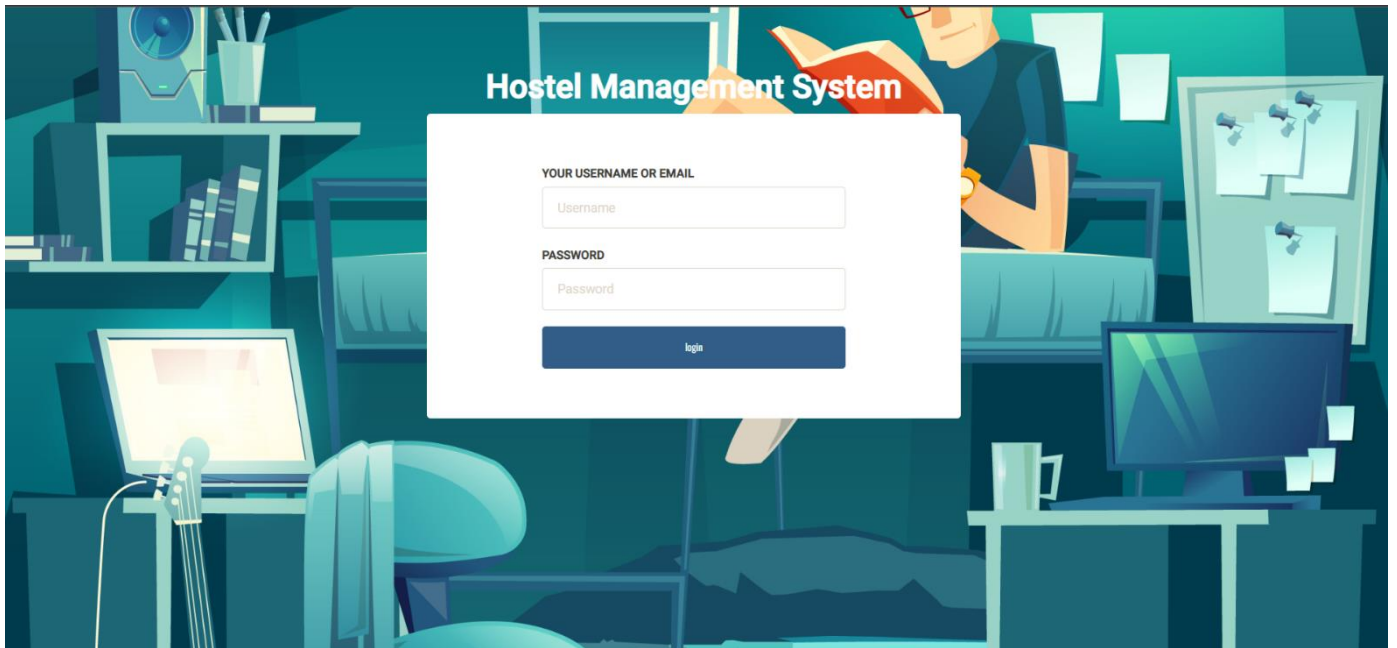 Hostel Management System
YOUR USERNAME OR EMAIL
Username
PASSWORD
Password
login